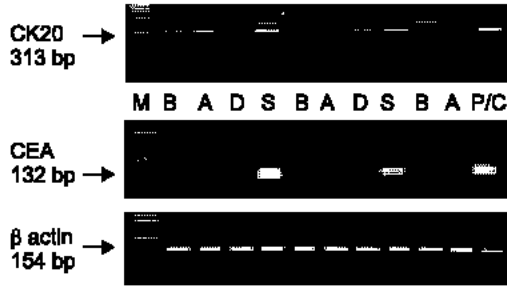 CK20
313 bp
M B A D S B A D S B A P/C
CEA
132 bp
β actin
154 bp